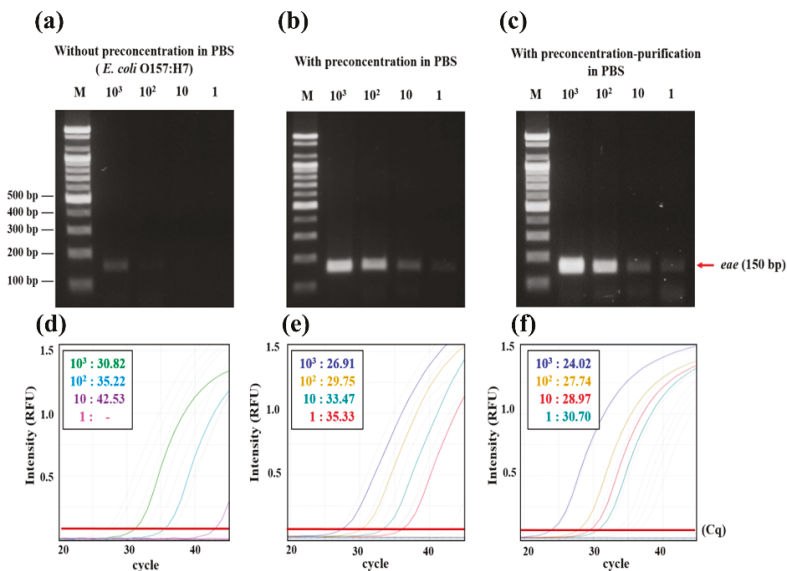 (a) (b) (c)
Without preconcentration in PBS
( E. coli O157:H7)
With preconcentration in PBS
With preconcentration-purification
in PBS
M 10³ 10² 10 1
M 10³ 10² 10 1
M 10³ 10² 10 1
500 bp
400 bp
300 bp
200 bp
100 bp
eae (150 bp)
(d) (e) (f)
Intensity (RFU)
1.5
1.0
0.5
10³ : 30.82
10² : 35.22
10 : 42.53
1 : -
20 30 40
cycle
Intensity (RFU)
1.5
1.0
0.5
10³ : 26.91
10² : 29.75
10 : 33.47
1 : 35.33
20 30 40
cycle
Intensity (RFU)
1.5
1.0
0.5
10³ : 24.02
10² : 27.74
10 : 28.97
1 : 30.70
20 30 40
cycle
(Cq)